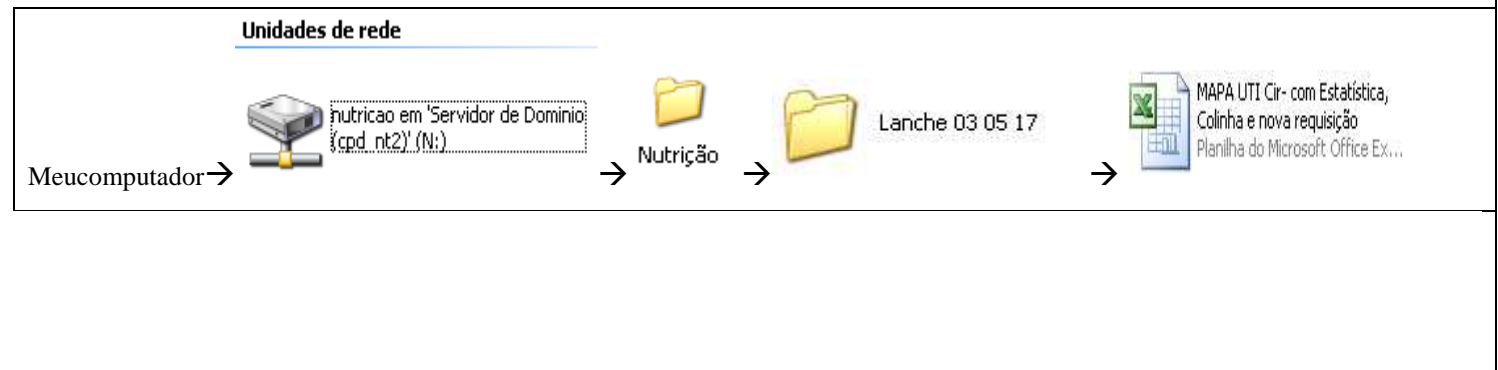 Unidades de rede
nutricao em 'Servidor de Dominio
(cpd_nt2)' (N:)
Meucomputador→
→
Nutrição
→
Lanche 03 05 17
→
MAPA UTI Cir- com Estatística,
Colinha e nova requisição
Planilha do Microsoft Office Ex...